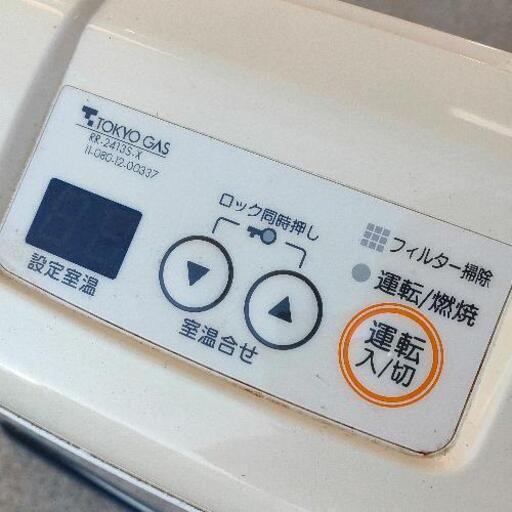 TOKYO GAS
RR-2413S-X
11-080-12-00337
設定室温
ロック同時押し
▼
▲
室温合せ
フィルター掃除
運転/燃焼
運転
入/切